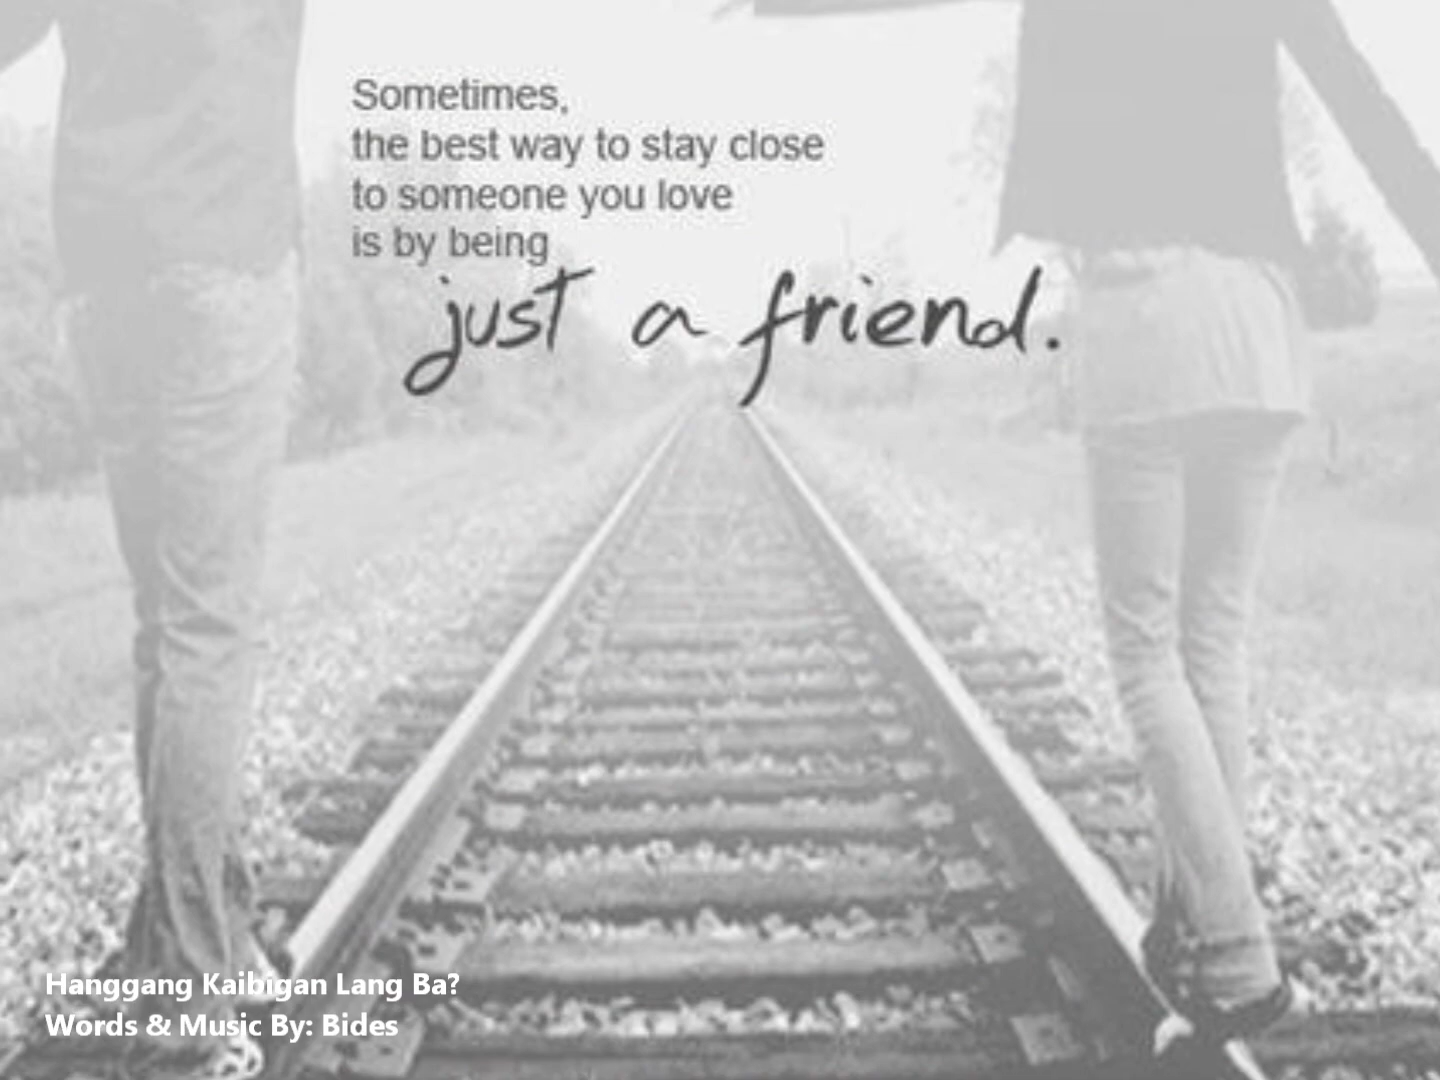 Sometimes,
the best way to stay close
to someone you love
is by being
just a friend.
Hanggang Kaibigan Lang Ba?
Words & Music By: Bides